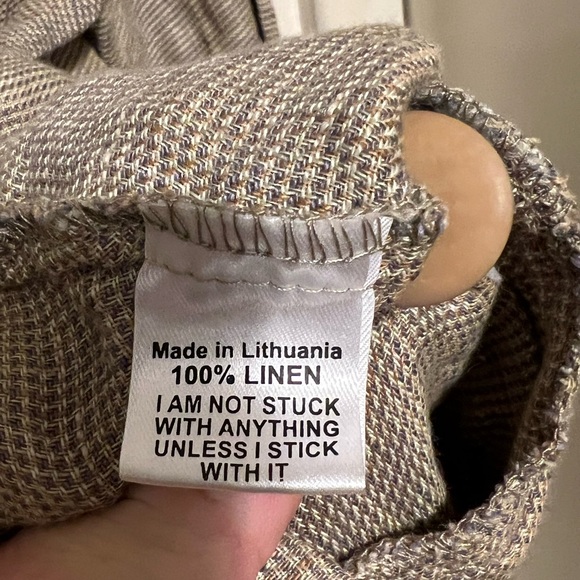 Made in Lithuania
100% LINEN
I AM NOT STUCK
WITH ANYTHING
UNLESS I STICK
WITH IT